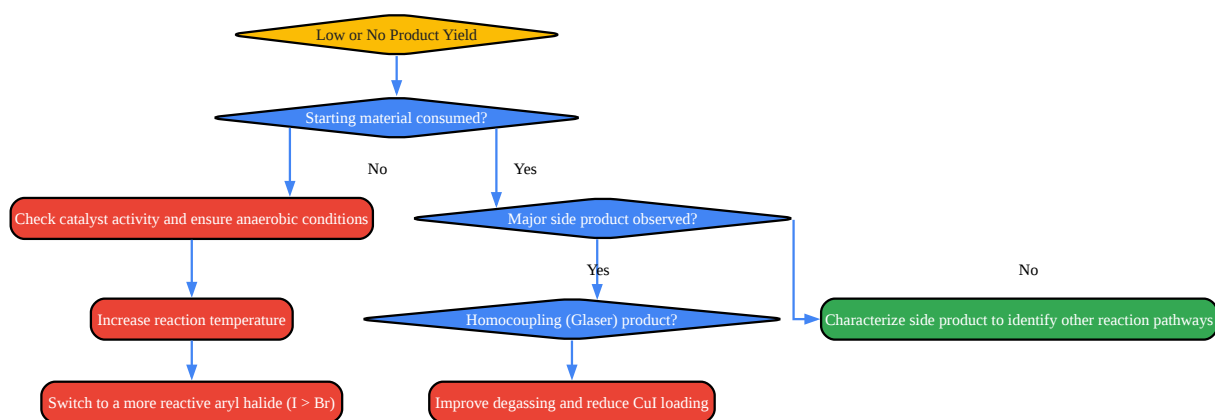 Low or No Product Yield
Starting material consumed?
No
Yes
Check catalyst activity and ensure anaerobic conditions
Major side product observed?
Yes
No
Increase reaction temperature
Homocoupling (Glaser) product?
Characterize side product to identify other reaction pathways
Switch to a more reactive aryl halide (I > Br)
Improve degassing and reduce CuI loading